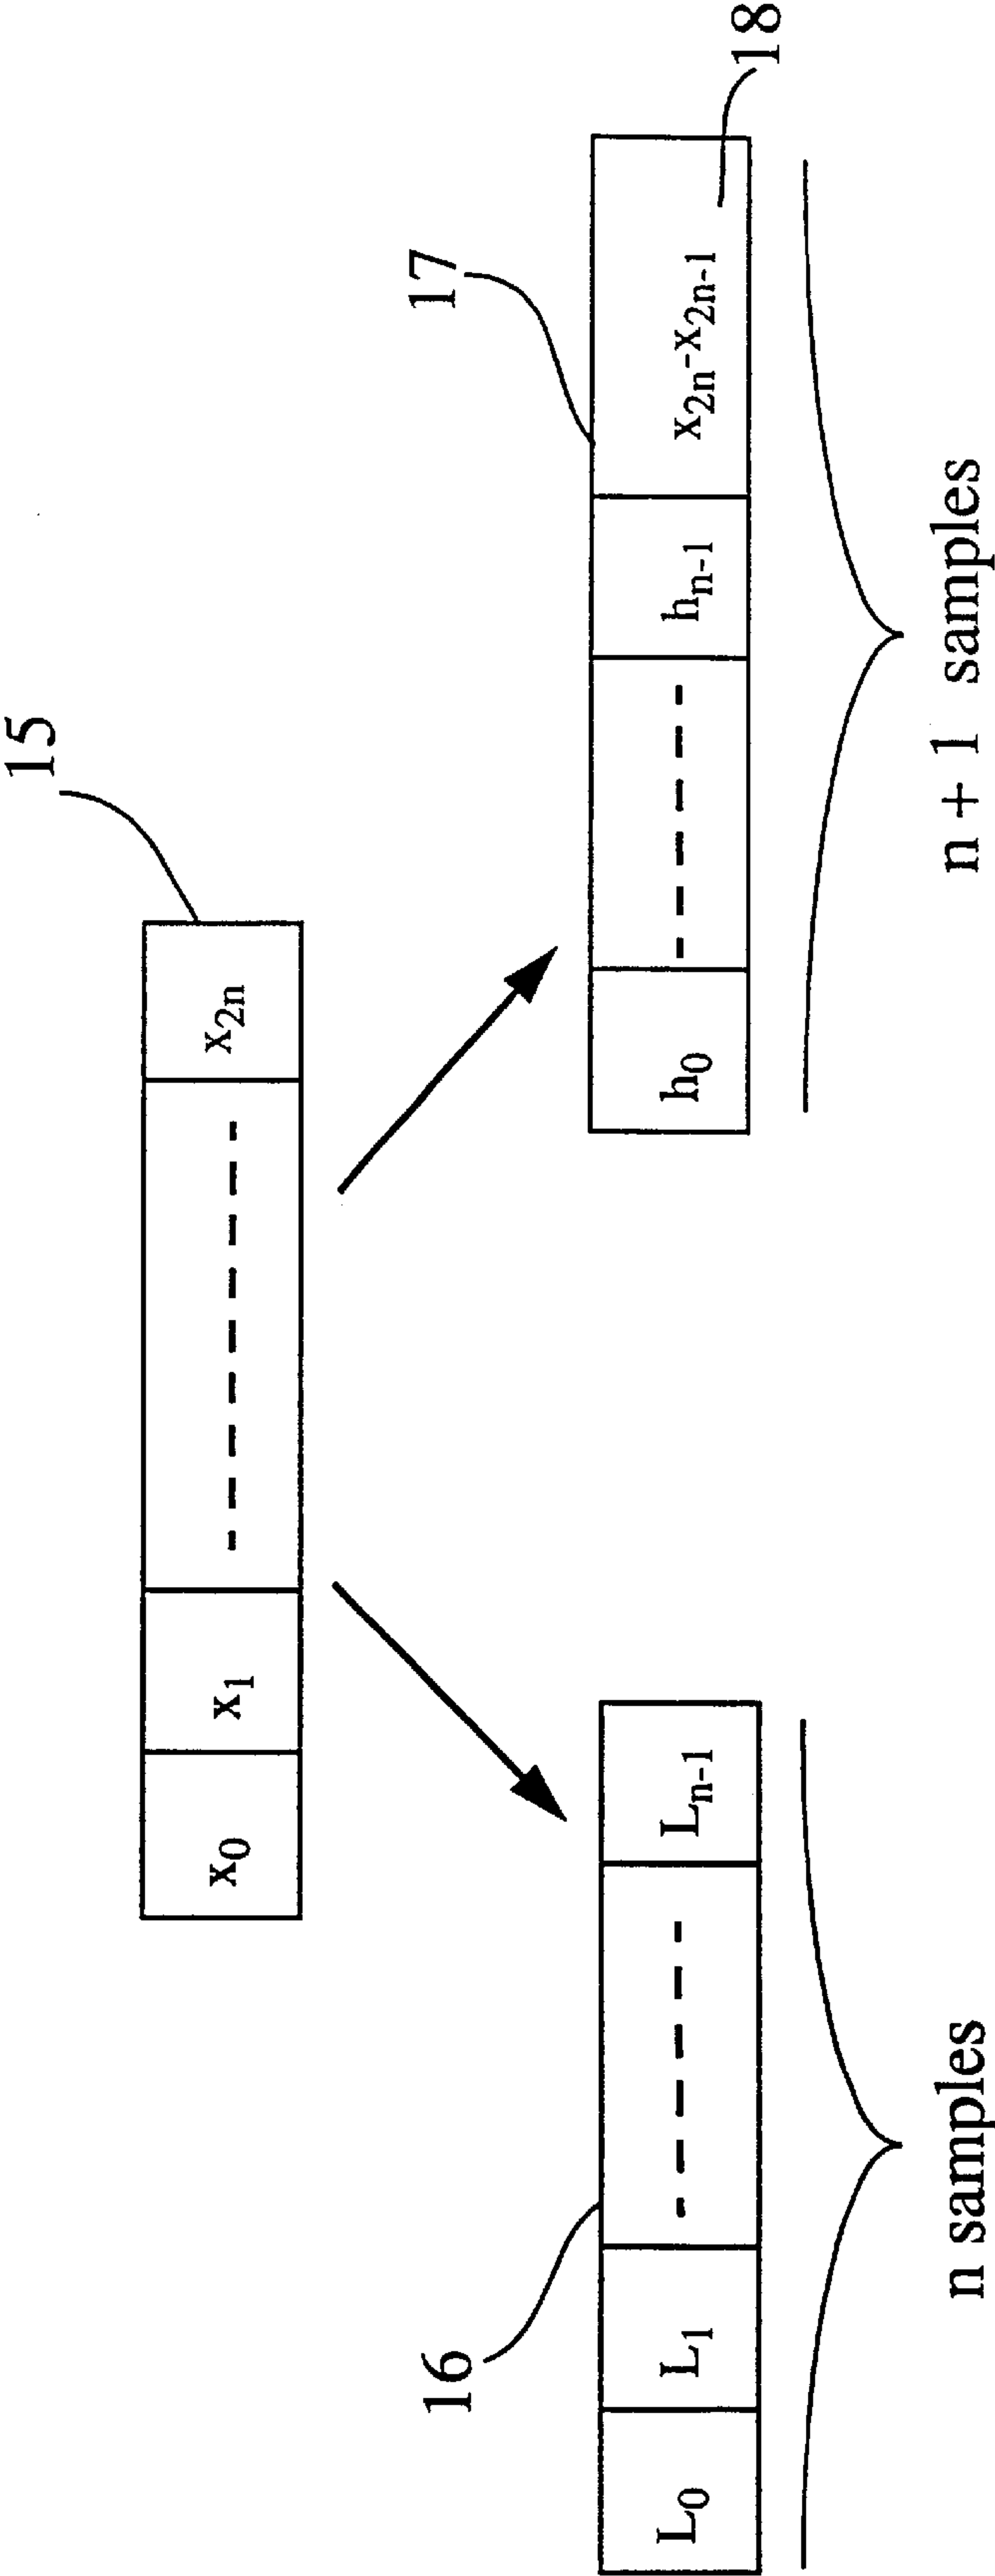 15
x₀ x₁ x₂ₙ
16
17
L₀ L₁ Lₙ₋₁
h₀ hₙ₋₁ x₂ₙ-x₂ₙ₋₁
18
n samples
n + 1 samples